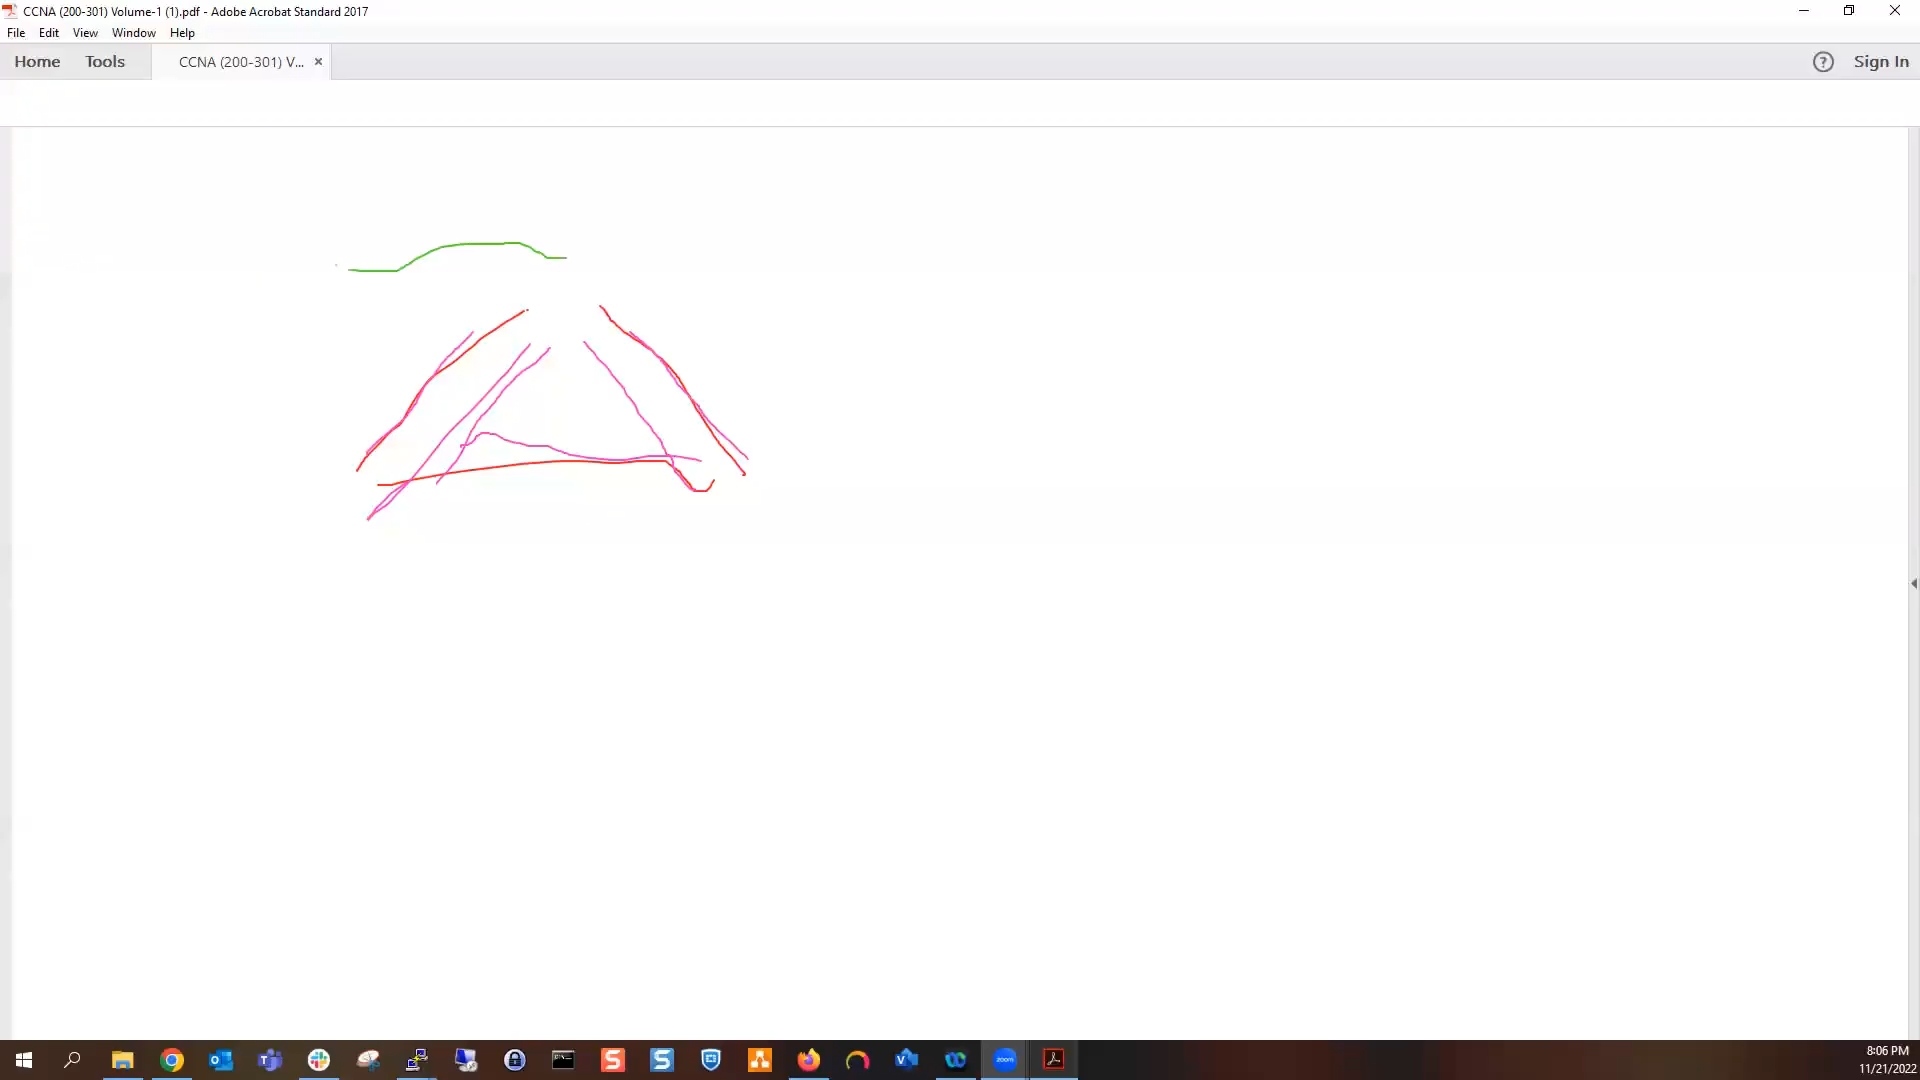 CCNA (200-301) Volume-1 (1).pdf - Adobe Acrobat Standard 2017
File Edit View Window Help
Home Tools CCNA (200-301) V... × ? Sign In
zoom
8:06 PM
11/21/2022